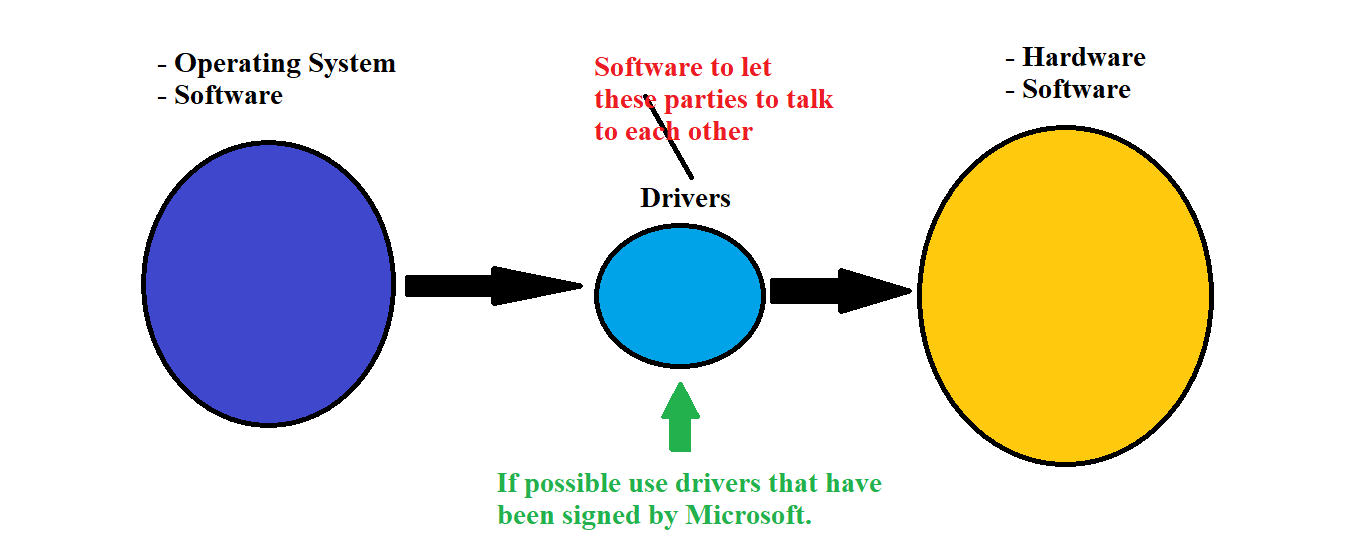 - Operating System
- Software
Software to let
these parties to talk
to each other
Drivers
- Hardware
- Software
If possible use drivers that have
been signed by Microsoft.